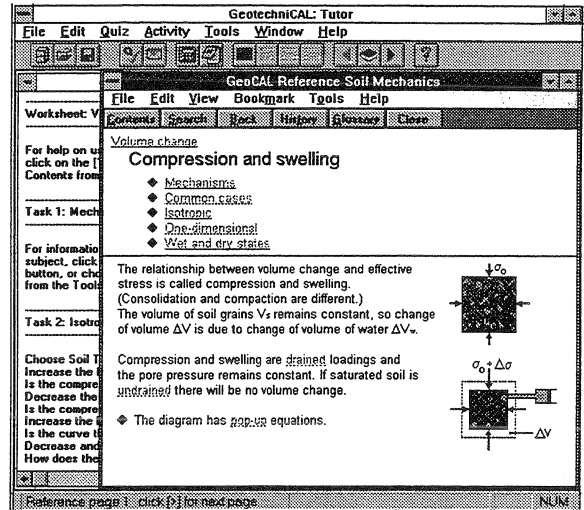 GeotechniCAL: Tutor
File Edit Quiz Activity Tools Window Help
?
GeoCAL Reference Soil Mechanics
File Edit View Bookmark Tools Help
Contents Search Back History Glossary Close
Worksheet: V
For help on us
click on the [
Contents from
Task 1: Mech
For informatio
subject, click
button, or cho
from the Tools
Task 2: Isotro
Choose Soil T
Increase the l
Is the compre
Decrease the
Is the compre
Increase the l
Is the curve t
Decrease and
How does the
Volume change
Compression and swelling
Mechanisms
Common cases
Isotropic
One-dimensional
Wet and dry states
The relationship between volume change and effective
stress is called compression and swelling.
(Consolidation and compaction are different.)
The volume of soil grains Vs remains constant, so change
of volume ΔV is due to change of volume of water ΔVw.
σo
Compression and swelling are drained loadings and
the pore pressure remains constant. If saturated soil is
undrained there will be no volume change.
The diagram has pop-up equations.
σo + Δσ
ΔV
Reference page 1 click [>] for next page NUM